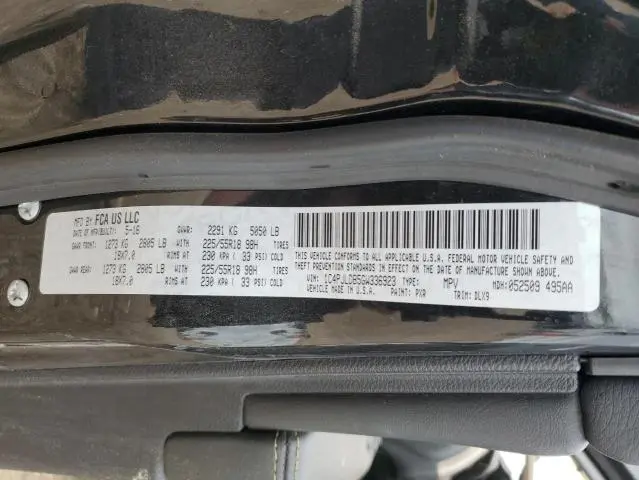 MFD BY FCA US LLC
DATE OF MFR(BUILT): 5-16 GVWR: 2291 KG 5050 LB
GAWR FRONT: 1273 KG 2805 LB WITH 225/55R18 98H TIRES
18X7.0 RIMS AT 230 KPA ( 33 PSI/ COLD
GAWR REAR: 1273 KG 2805 LB WITH 225/55R18 98H TIRES
18X7.0 RIMS AT 230 KPA ( 33 PSI/ COLD
THIS VEHICLE CONFORMS TO ALL APPLICABLE U.S.A. FEDERAL MOTOR VEHICLE SAFETY AND
THEFT PREVENTION STANDARDS IN EFFECT ON THE DATE OF MANUFACTURE SHOWN ABOVE.
VIN: 1C4PJLDB5GW336923 TYPE: MPV MDH: 052509 495AA
MADE IN U.S.A. PAINT: PXR TRIM: DLX9